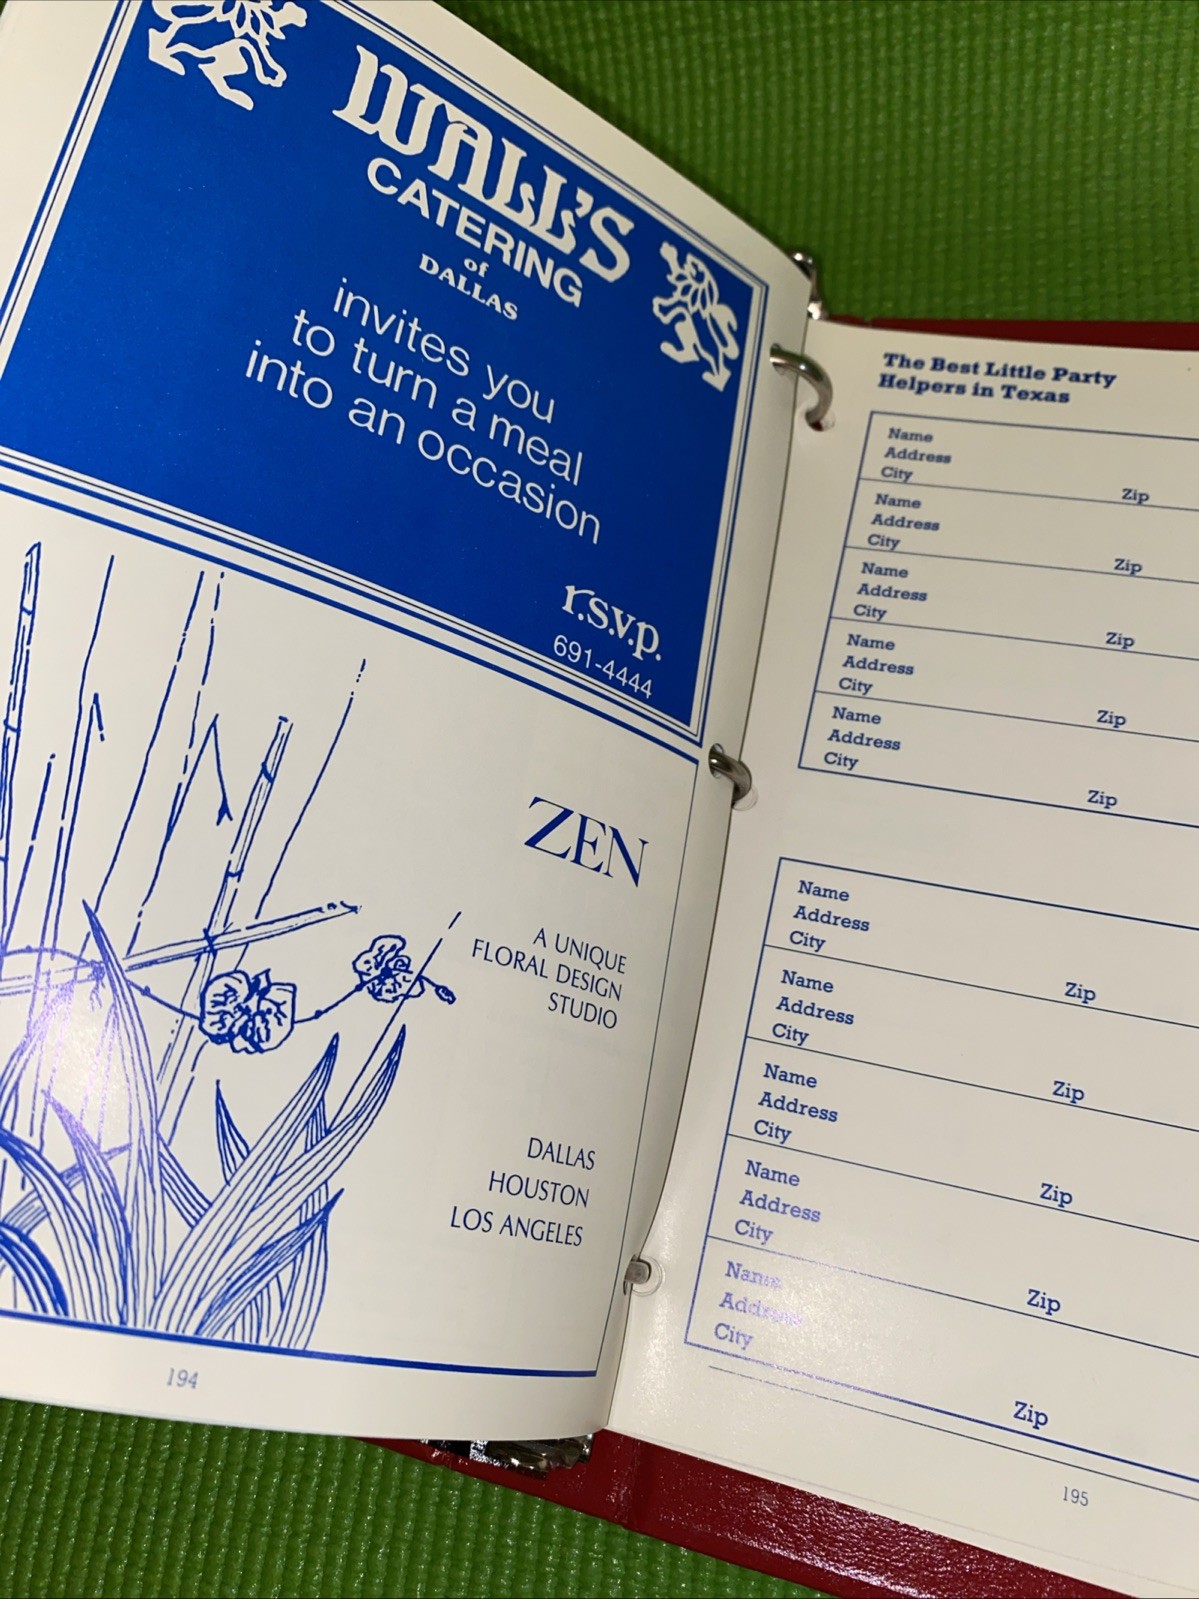 WALL'S
CATERING
of
DALLAS
invites you
to turn a meal
into an occasion
r.s.v.p.
691-4444
ZEN
A UNIQUE
FLORAL DESIGN
STUDIO
DALLAS
HOUSTON
LOS ANGELES
194
The Best Little Party
Helpers in Texas
Name
Address
City Zip
Name
Address
City Zip
Name
Address
City Zip
Name
Address
City Zip
Name
Address
City Zip
Name
Address
City Zip
Name
Address
City Zip
Name
Address
City Zip
Name
Address
City Zip
Name
Address
City Zip
195